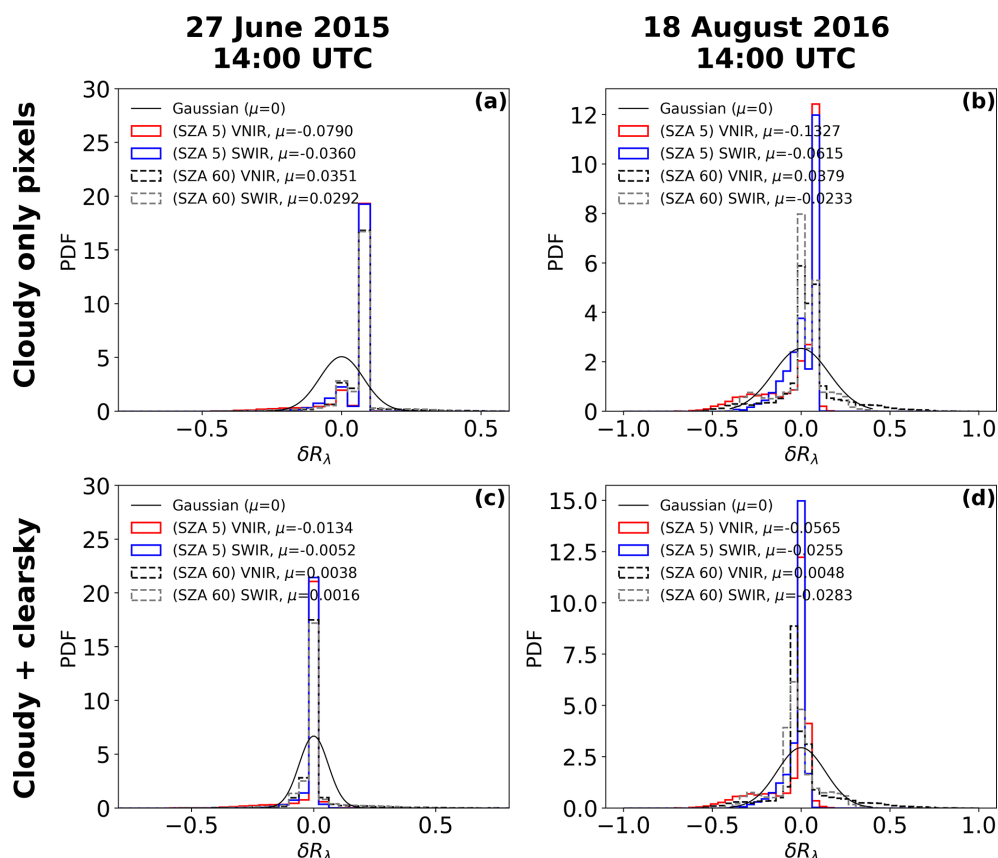 27 June 2015
14:00 UTC
18 August 2016
14:00 UTC
Cloudy only pixels
(a)
Gaussian (μ=0)
(SZA 5) VNIR, μ=-0.0790
(SZA 5) SWIR, μ=-0.0360
(SZA 60) VNIR, μ=0.0351
(SZA 60) SWIR, μ=0.0292
30
25
20
15
10
5
0
PDF
−0.5 0.0 0.5
δRλ
(b)
Gaussian (μ=0)
(SZA 5) VNIR, μ=-0.1327
(SZA 5) SWIR, μ=-0.0615
(SZA 60) VNIR, μ=0.0379
(SZA 60) SWIR, μ=-0.0233
12
10
8
6
4
2
0
PDF
−1.0 −0.5 0.0 0.5 1.0
δRλ
Cloudy + clearsky
(c)
Gaussian (μ=0)
(SZA 5) VNIR, μ=-0.0134
(SZA 5) SWIR, μ=-0.0052
(SZA 60) VNIR, μ=0.0038
(SZA 60) SWIR, μ=0.0016
30
25
20
15
10
5
0
PDF
−0.5 0.0 0.5
δRλ
(d)
Gaussian (μ=0)
(SZA 5) VNIR, μ=-0.0565
(SZA 5) SWIR, μ=-0.0255
(SZA 60) VNIR, μ=0.0048
(SZA 60) SWIR, μ=-0.0283
15.0
12.5
10.0
7.5
5.0
2.5
0.0
PDF
−1.0 −0.5 0.0 0.5 1.0
δRλ